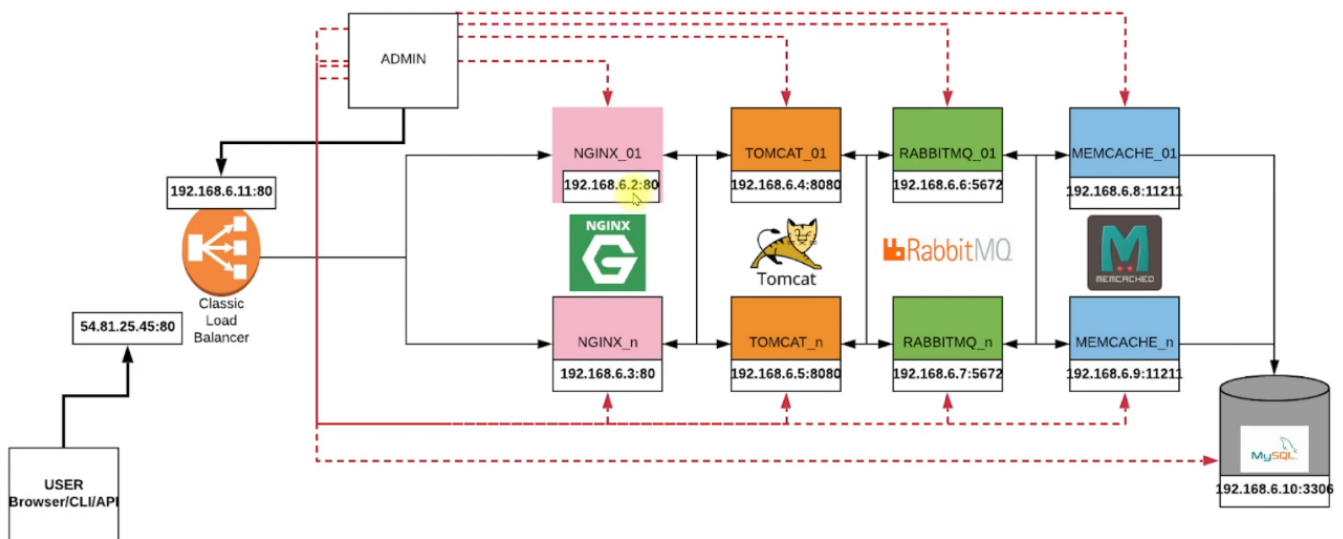 ADMIN
NGINX_01
TOMCAT_01
RABBITMQ_01
MEMCACHE_01
192.168.6.11:80
192.168.6.2:80
192.168.6.4:8080
192.168.6.6:5672
192.168.6.8:11211
NGINX
Tomcat
RabbitMQ
MEMCACHED
Classic
Load
Balancer
54.81.25.45:80
NGINX_n
TOMCAT_n
RABBITMQ_n
MEMCACHE_n
192.168.6.3:80
192.168.6.5:8080
192.168.6.7:5672
192.168.6.9:11211
MySQL
192.168.6.10:3306
USER
Browser/CLI/API